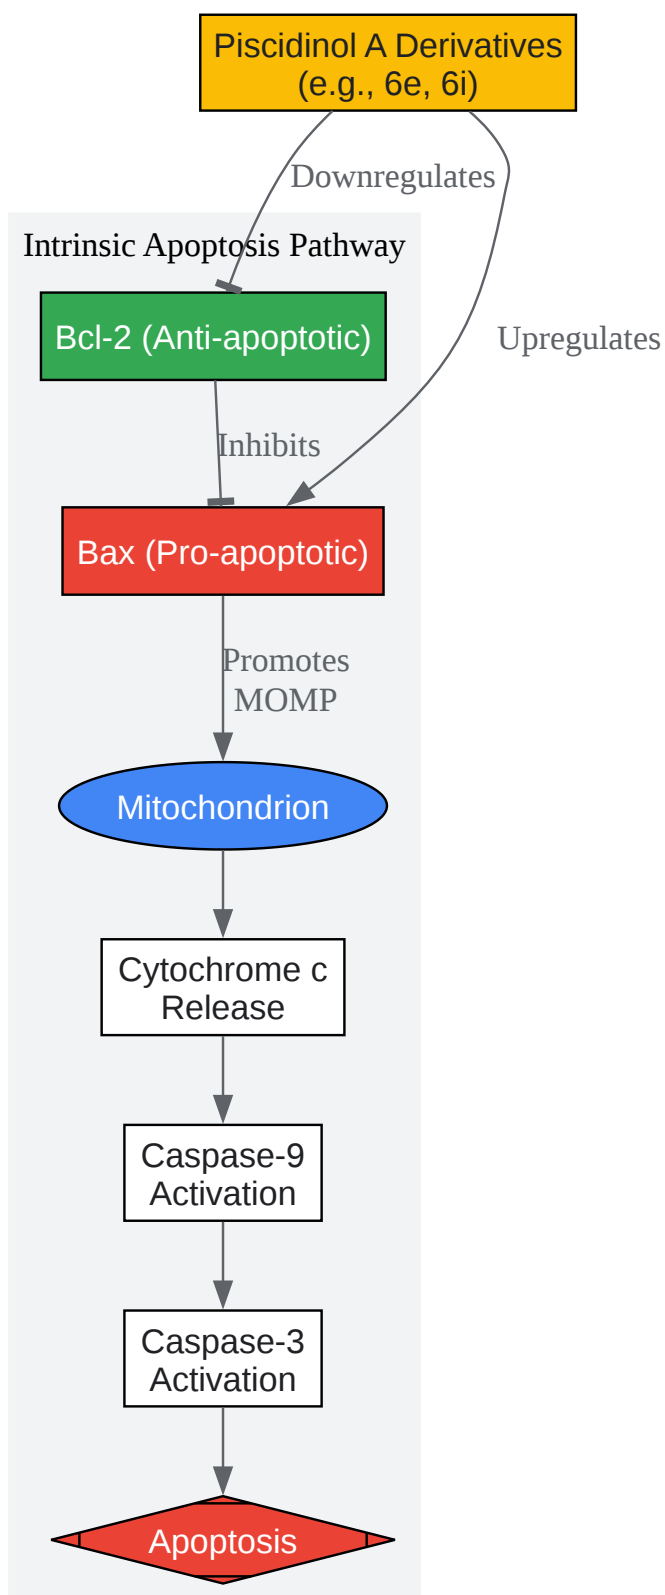 Piscidinol A Derivatives
(e.g., 6e, 6i)
Downregulates
Intrinsic Apoptosis Pathway
Bcl-2 (Anti-apoptotic)
Upregulates
Inhibits
Bax (Pro-apoptotic)
Promotes
MOMP
Mitochondrion
Cytochrome c
Release
Caspase-9
Activation
Caspase-3
Activation
Apoptosis